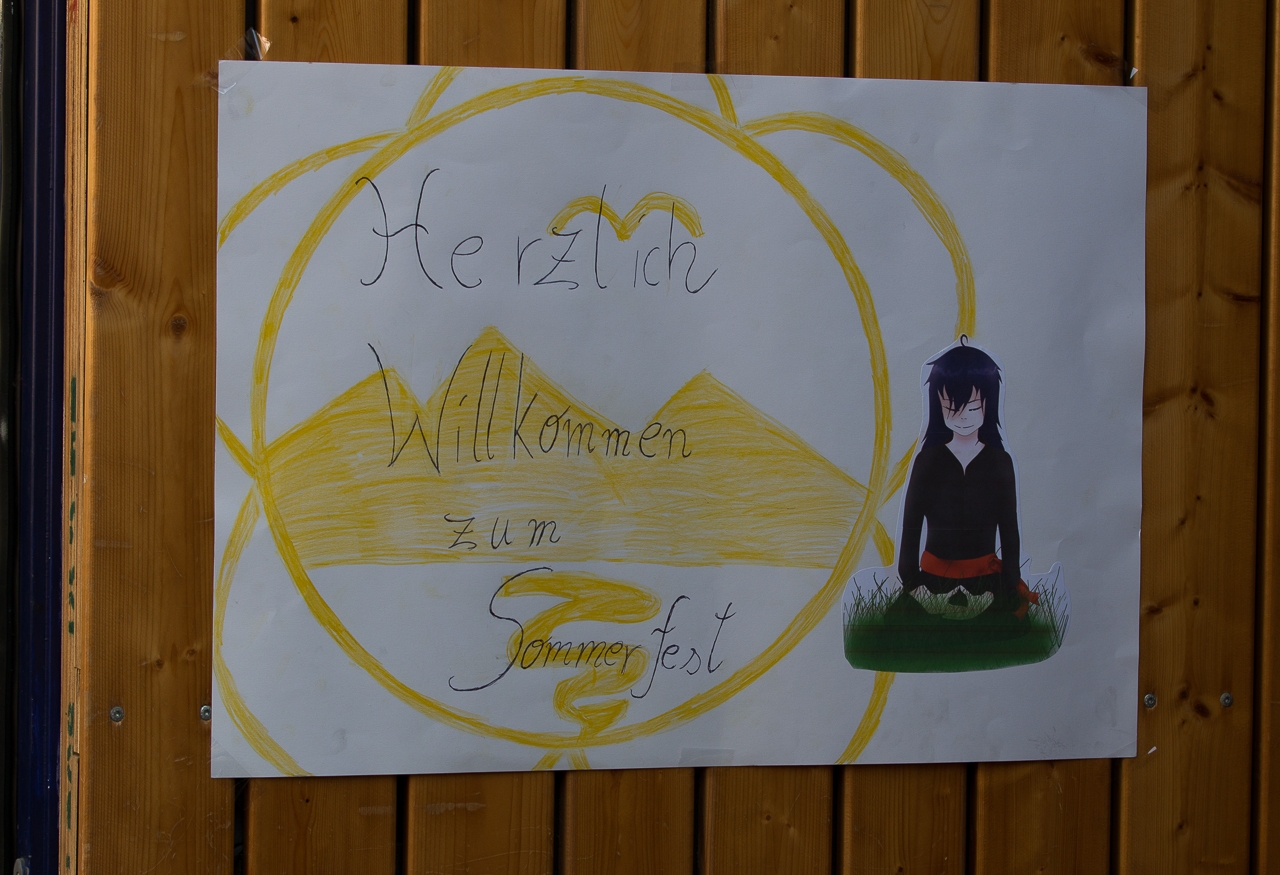 Herzlich
Willkommen
zum
Sommerfest